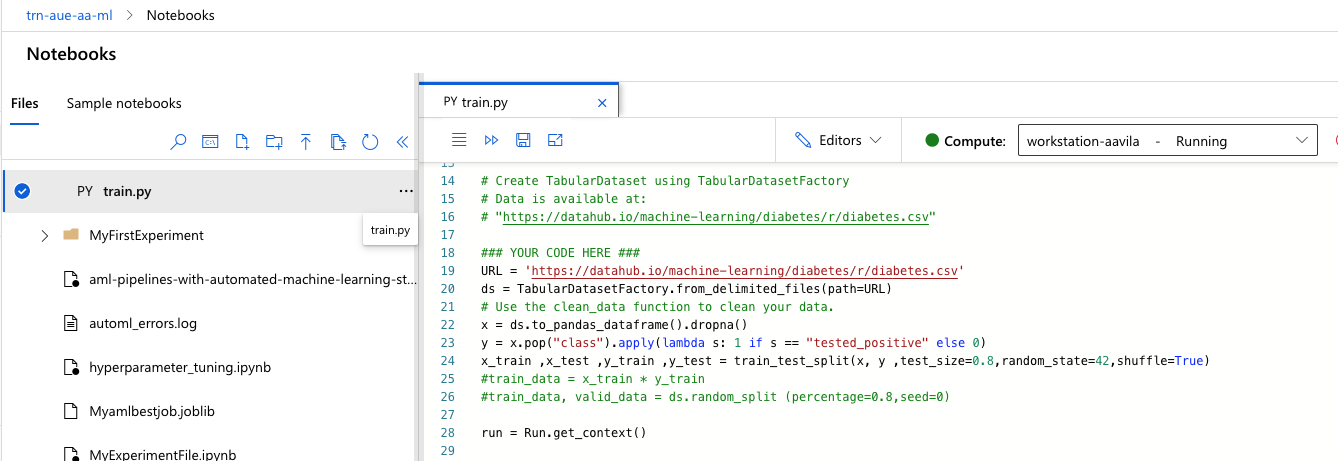 trn-aue-aa-ml > Notebooks
Notebooks
Files Sample notebooks
PY train.py ...
train.py
MyFirstExperiment
aml-pipelines-with-automated-machine-learning-st...
automl_errors.log
hyperparameter_tuning.ipynb
Myamlbestjob.joblib
MyExperimentFile.ipynb
PY train.py ×
Editors Compute: workstation-aavila - Running
13
14 # Create TabularDataset using TabularDatasetFactory
15 # Data is available at:
16 # "https://datahub.io/machine-learning/diabetes/r/diabetes.csv"
17
18 ### YOUR CODE HERE ###
19 URL = 'https://datahub.io/machine-learning/diabetes/r/diabetes.csv'
20 ds = TabularDatasetFactory.from_delimited_files(path=URL)
21 # Use the clean_data function to clean your data.
22 x = ds.to_pandas_dataframe().dropna()
23 y = x.pop("class").apply(lambda s: 1 if s == "tested_positive" else 0)
24 x_train ,x_test ,y_train ,y_test = train_test_split(x, y ,test_size=0.8,random_state=42,shuffle=True)
25 #train_data = x_train * y_train
26 #train_data, valid_data = ds.random_split (percentage=0.8,seed=0)
27
28 run = Run.get_context()
29